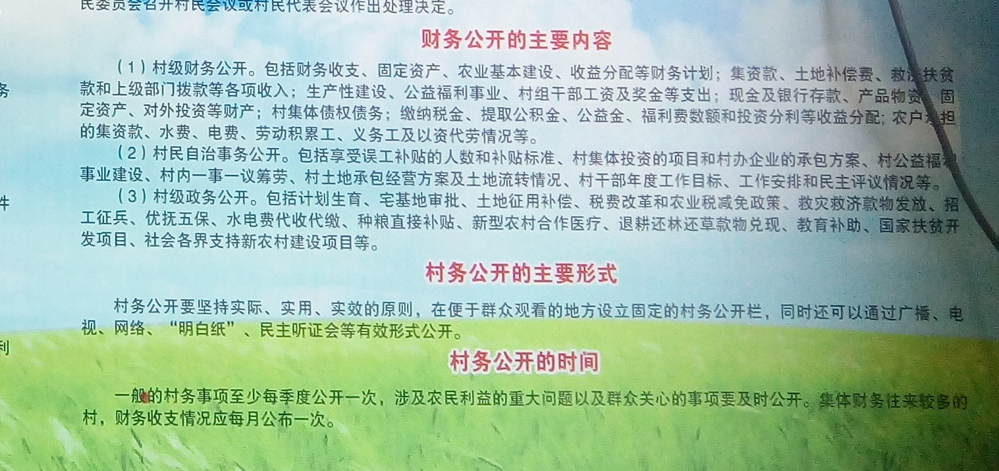 民委员会召开村民会议或村民代表会议作出处理决定。
财务公开的主要内容
（1）村级财务公开。包括财务收支、固定资产、农业基本建设、收益分配等财务计划；集资款、土地补偿费、救济扶贫
务
款和上级部门拨款等各项收入；生产性建设、公益福利事业、村组干部工资及奖金等支出；现金及银行存款、产品物资、固
定资产、对外投资等财产；村集体债权债务；缴纳税金、提取公积金、公益金、福利费数额和投资分利等收益分配；农户承担
的集资款、水费、电费、劳动积累工、义务工及以资代劳情况等。
（2）村民自治事务公开。包括享受误工补贴的人数和补贴标准、村集体投资的项目和村办企业的承包方案、村公益福利
事业建设、村内一事一议筹劳、村土地承包经营方案及土地流转情况、村干部年度工作目标、工作安排和民主评议情况等。
件
（3）村级政务公开。包括计划生育、宅基地审批、土地征用补偿、税费改革和农业税减免政策、救灾救济款物发放、招
工征兵、优抚五保、水电费代收代缴、种粮直接补贴、新型农村合作医疗、退耕还林还草款物兑现、教育补助、国家扶贫开
发项目、社会各界支持新农村建设项目等。
村务公开的主要形式
村务公开要坚持实际、实用、实效的原则，在便于群众观看的地方设立固定的村务公开栏，同时还可以通过广播、电
视、网络、“明白纸”、民主听证会等有效形式公开。
利
村务公开的时间
一般的村务事项至少每季度公开一次，涉及农民利益的重大问题以及群众关心的事项要及时公开。集体财务往来较多的
村，财务收支情况应每月公布一次。